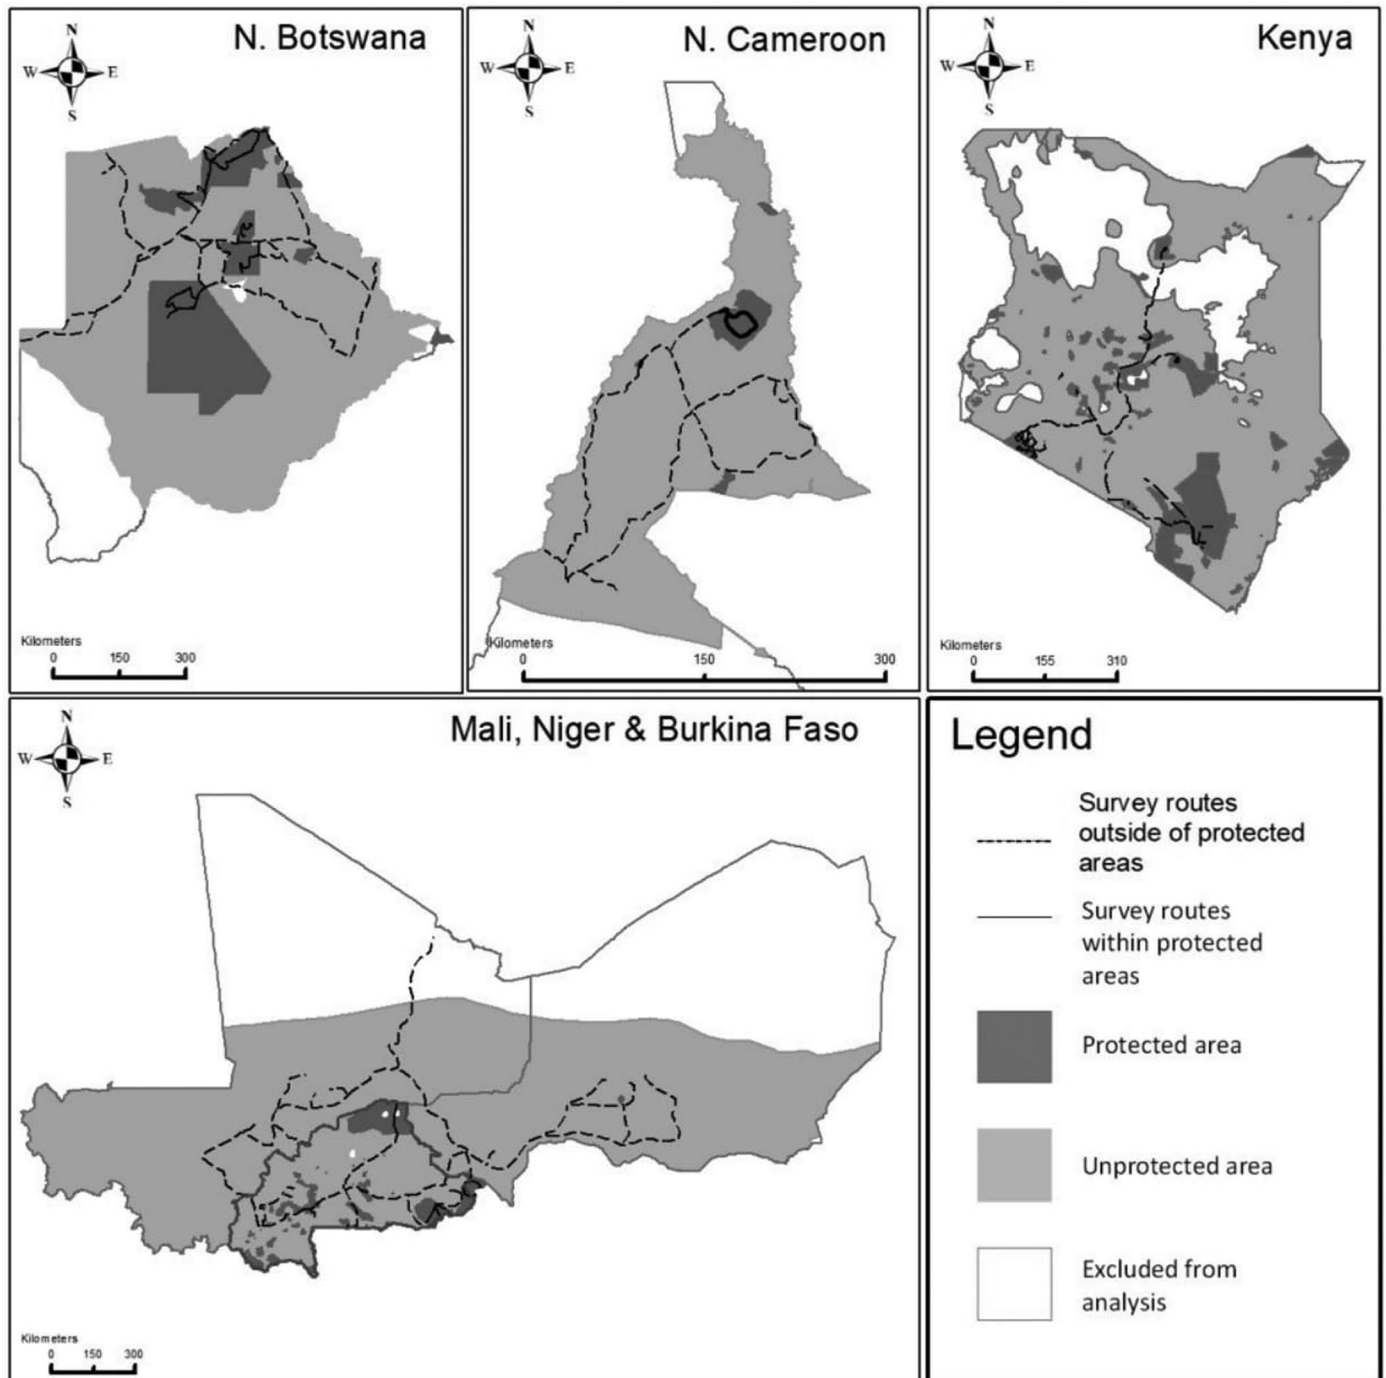 N. Botswana
N
W E
S
Kilometers
0 150 300
N. Cameroon
N
W E
S
Kilometers
0 150 300
Kenya
N
W E
S
Kilometers
0 155 310
Mali, Niger & Burkina Faso
N
W E
S
Kilometers
0 150 300
Legend
Survey routes
outside of protected
areas
Survey routes
within protected
areas
Protected area
Unprotected area
Excluded from
analysis